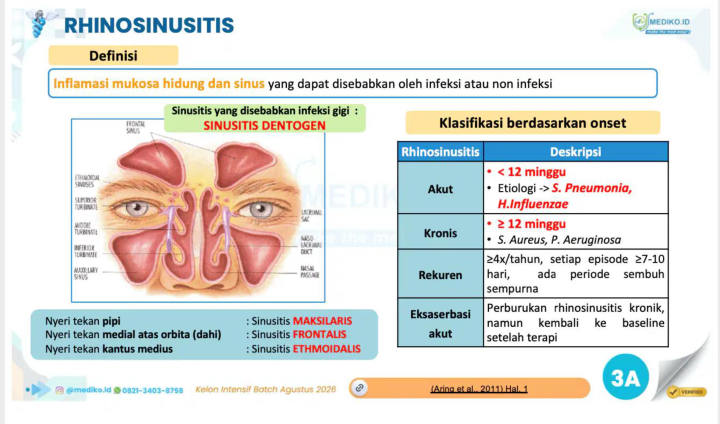 RHINOSINUSITIS
MEDIKO.ID
Definisi
Inflamasi mukosa hidung dan sinus yang dapat disebabkan oleh infeksi atau non infeksi
Sinusitis yang disebabkan infeksi gigi :
SINUSITIS DENTOGEN
FRONTAL
SINUS
ETHMOIDAL
SINUSES
SUPERIOR
TURBINATE
MIDDLE
TURBINATE
INFERIOR
TURBINATE
MAXILLARY
SINUS
LACRIMAL
SAC
NASO
LACRIMAL
DUCT
NASAL
PASSAGE
Nyeri tekan pipi : Sinusitis MAKSILARIS
Nyeri tekan medial atas orbita (dahi) : Sinusitis FRONTALIS
Nyeri tekan kantus medius : Sinusitis ETHMOIDALIS
Klasifikasi berdasarkan onset
Rhinosinusitis Deskripsi
Akut
• < 12 minggu
• Etiologi -> S. Pneumonia,
H.Influenzae
Kronis
• ≥ 12 minggu
• S. Aureus, P. Aeruginosa
Rekuren
≥4x/tahun, setiap episode ≥7-10
hari, ada periode sembuh
sempurna
Eksaserbasi
akut
Perburukan rhinosinusitis kronik,
namun kembali ke baseline
setelah terapi
@mediko.id 0821-3403-8758 Kelon Intensif Batch Agustus 2026
(Aring et al., 2011) Hal. 1
3A
VERIFIED